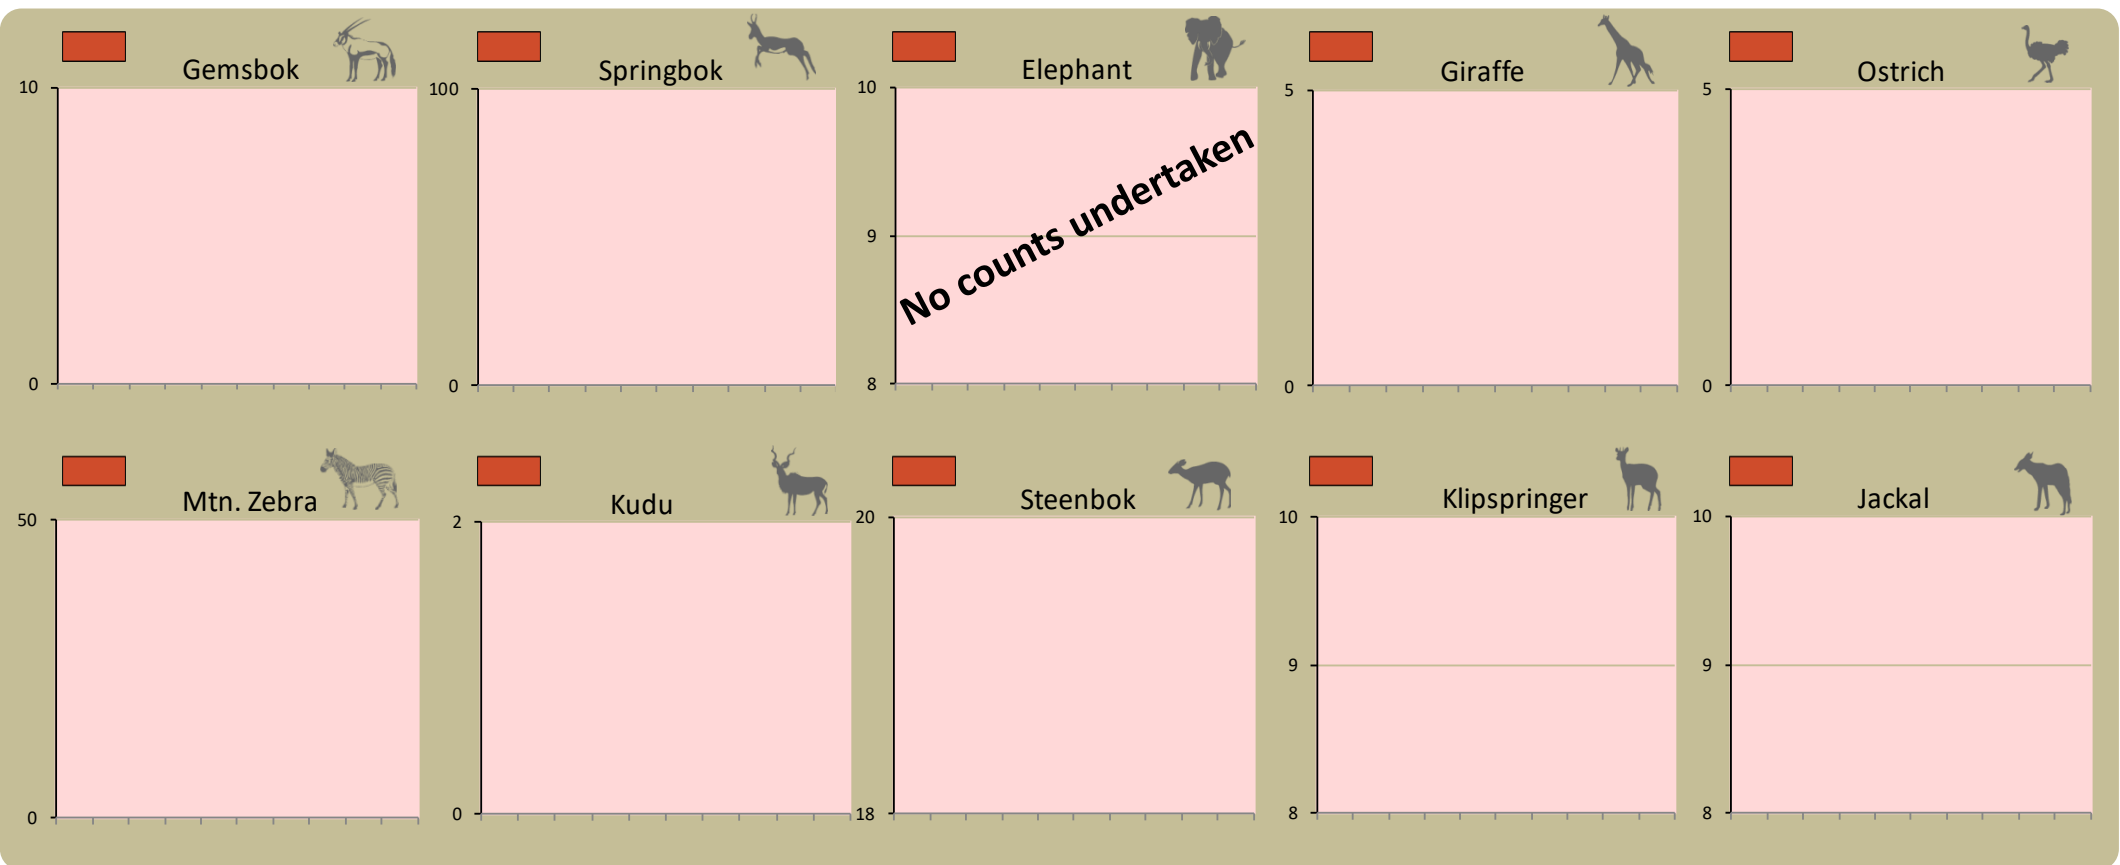 Gemsbok
10
0
Springbok
100
0
Elephant
10
9
8
No counts undertaken
Giraffe
5
0
Ostrich
5
0
Mtn. Zebra
50
0
Kudu
2
0
Steenbok
20
18
Klipspringer
10
9
8
Jackal
10
9
8